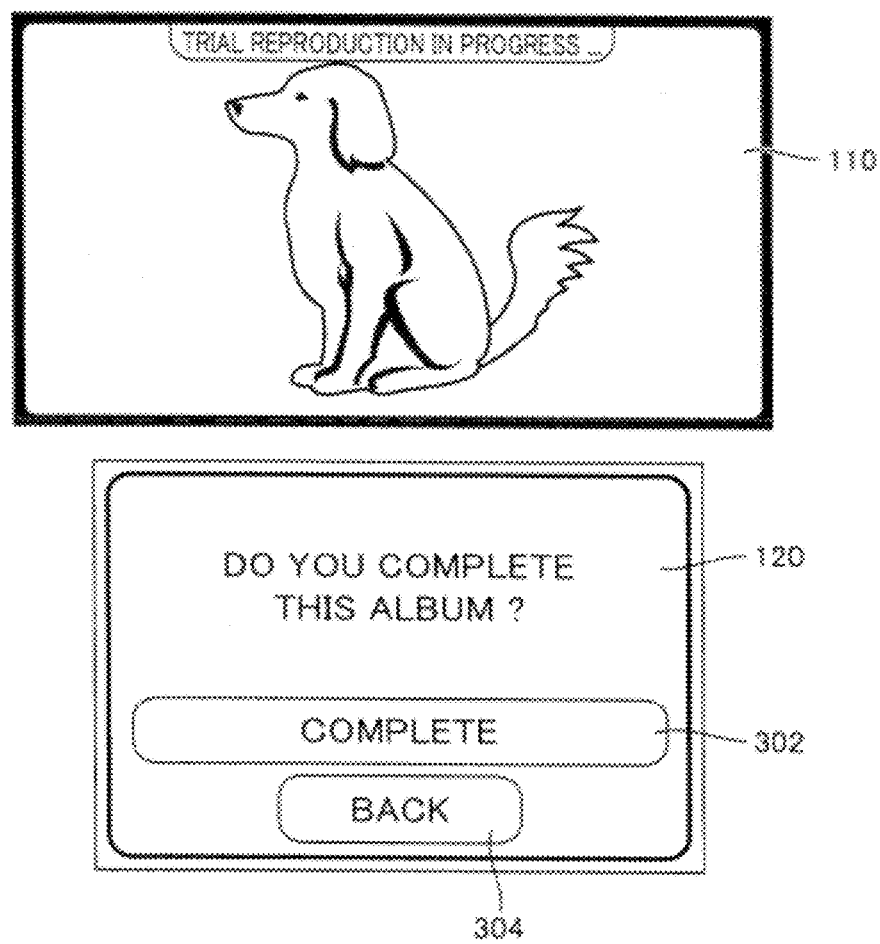 TRIAL REPRODUCTION IN PROGRESS ...
110
DO YOU COMPLETE
THIS ALBUM ?
120
COMPLETE
302
BACK
304